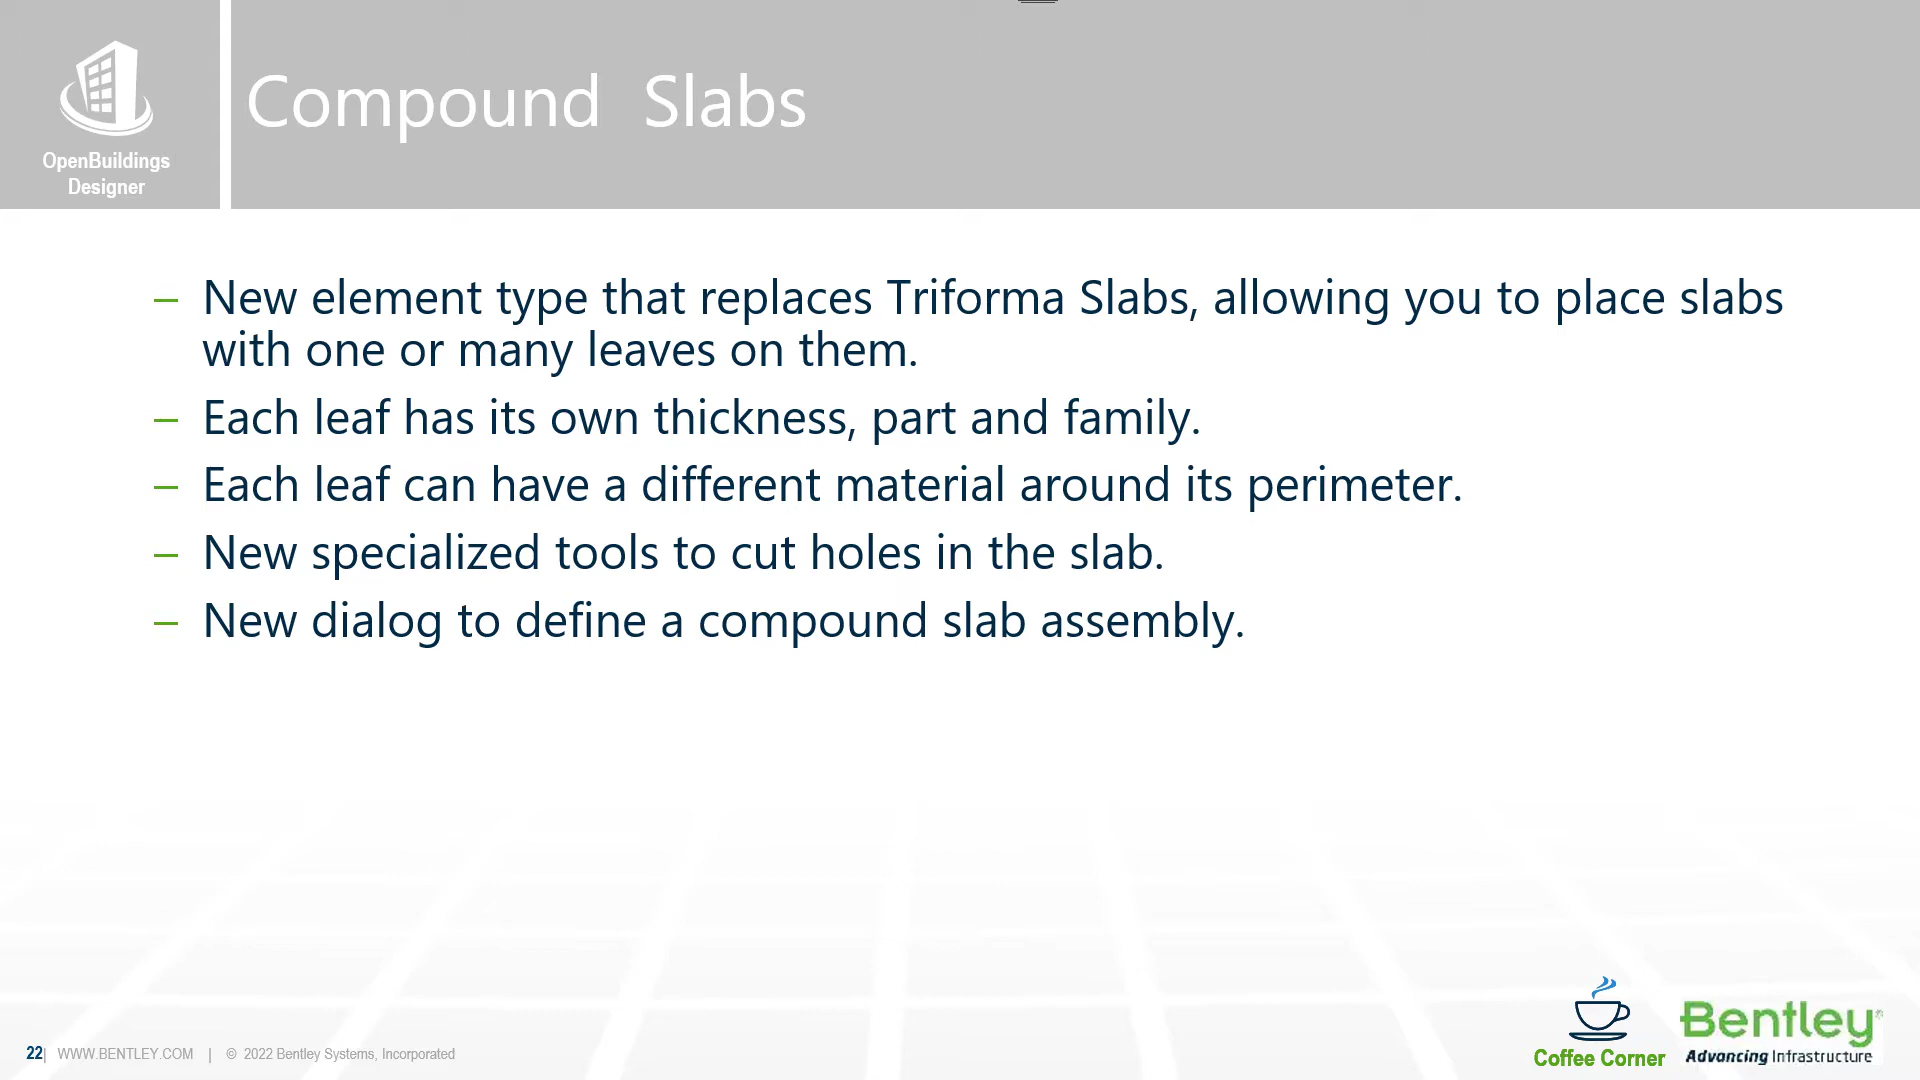 OpenBuildings
Designer
Compound Slabs
– New element type that replaces Triforma Slabs, allowing you to place slabs
with one or many leaves on them.
– Each leaf has its own thickness, part and family.
– Each leaf can have a different material around its perimeter.
– New specialized tools to cut holes in the slab.
– New dialog to define a compound slab assembly.
22| WWW.BENTLEY.COM | © 2022 Bentley Systems, Incorporated
Coffee Corner
Bentley®
Advancing Infrastructure